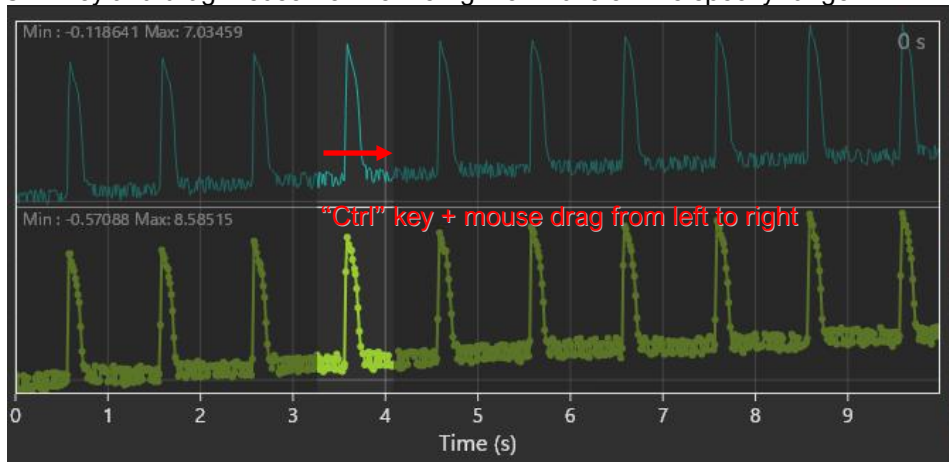 Min : -0.118641 Max: 7.03459
0 s
Min : -0.57088 Max: 8.58515
“Ctrl” key + mouse drag from left to right
0 1 2 3 4 5 6 7 8 9
Time (s)